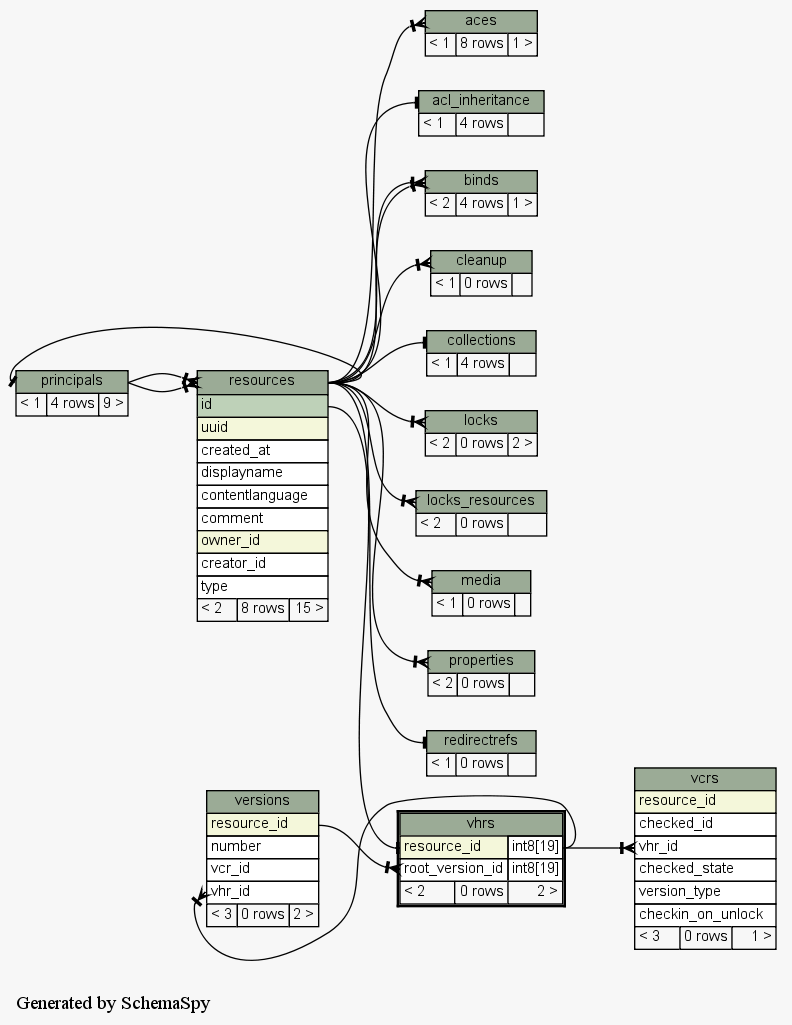 aces
< 1 8 rows 1 >
acl_inheritance
< 1 4 rows
binds
< 2 4 rows 1 >
cleanup
< 1 0 rows
collections
< 1 4 rows
principals
< 1 4 rows 9 >
resources
id
uuid
created_at
displayname
contentlanguage
comment
owner_id
creator_id
type
< 2 8 rows 15 >
locks
< 2 0 rows 2 >
locks_resources
< 2 0 rows
media
< 1 0 rows
properties
< 2 0 rows
redirectrefs
< 1 0 rows
versions
resource_id
number
vcr_id
vhr_id
< 3 0 rows 2 >
vhrs
resource_id int8[19]
root_version_id int8[19]
< 2 0 rows 2 >
vcrs
resource_id
checked_id
vhr_id
checked_state
version_type
checkin_on_unlock
< 3 0 rows 1 >
Generated by SchemaSpy